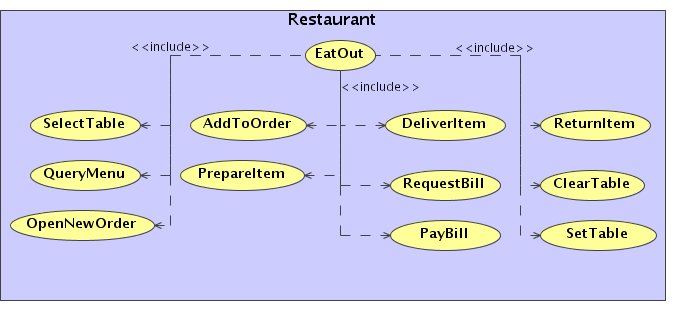 Restaurant
<<include>>
EatOut
<<include>>
<<include>>
SelectTable
AddToOrder
DeliverItem
ReturnItem
QueryMenu
PrepareItem
RequestBill
ClearTable
OpenNewOrder
PayBill
SetTable